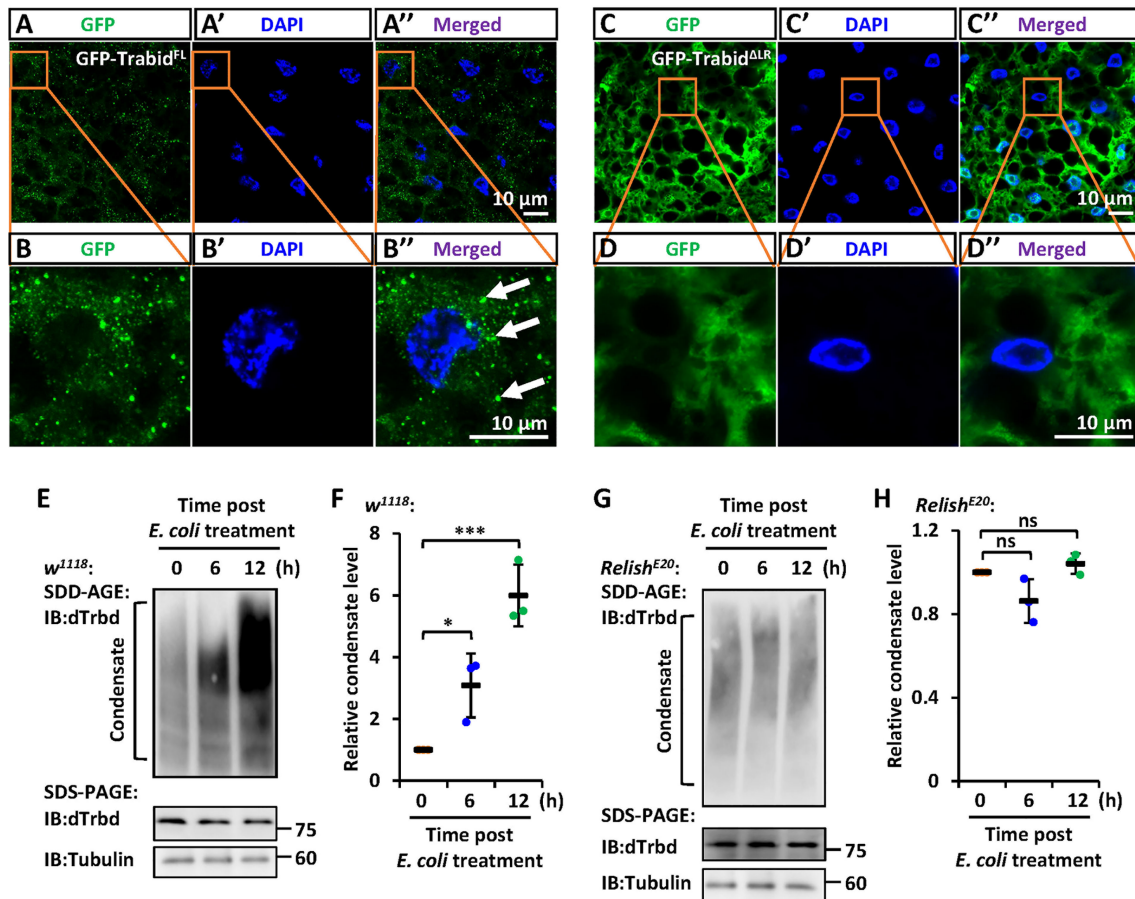 A GFP A' DAPI A'' Merged
GFP-Trabid^FL
10 µm
B GFP B' DAPI B'' Merged
10 µm
C GFP C' DAPI C'' Merged
GFP-Trabid^ΔLR
10 µm
D GFP D' DAPI D'' Merged
10 µm
E
Time post
E. coli treatment
w^1118:
0 6 12 (h)
SDD-AGE:
IB:dTrbd
Condensate
SDS-PAGE:
IB:dTrbd
75
IB:Tubulin
60
F
w^1118:
Relative condensate level
8
6
4
2
0
***
*
0 6 12 (h)
Time post
E. coli treatment
G
Time post
E. coli treatment
Relish^E20:
0 6 12 (h)
SDD-AGE:
IB:dTrbd
Condensate
SDS-PAGE:
IB:dTrbd
75
IB:Tubulin
60
H
Relish^E20:
Relative condensate level
1.2
0.8
0.4
0
ns
ns
0 6 12 (h)
Time post
E. coli treatment